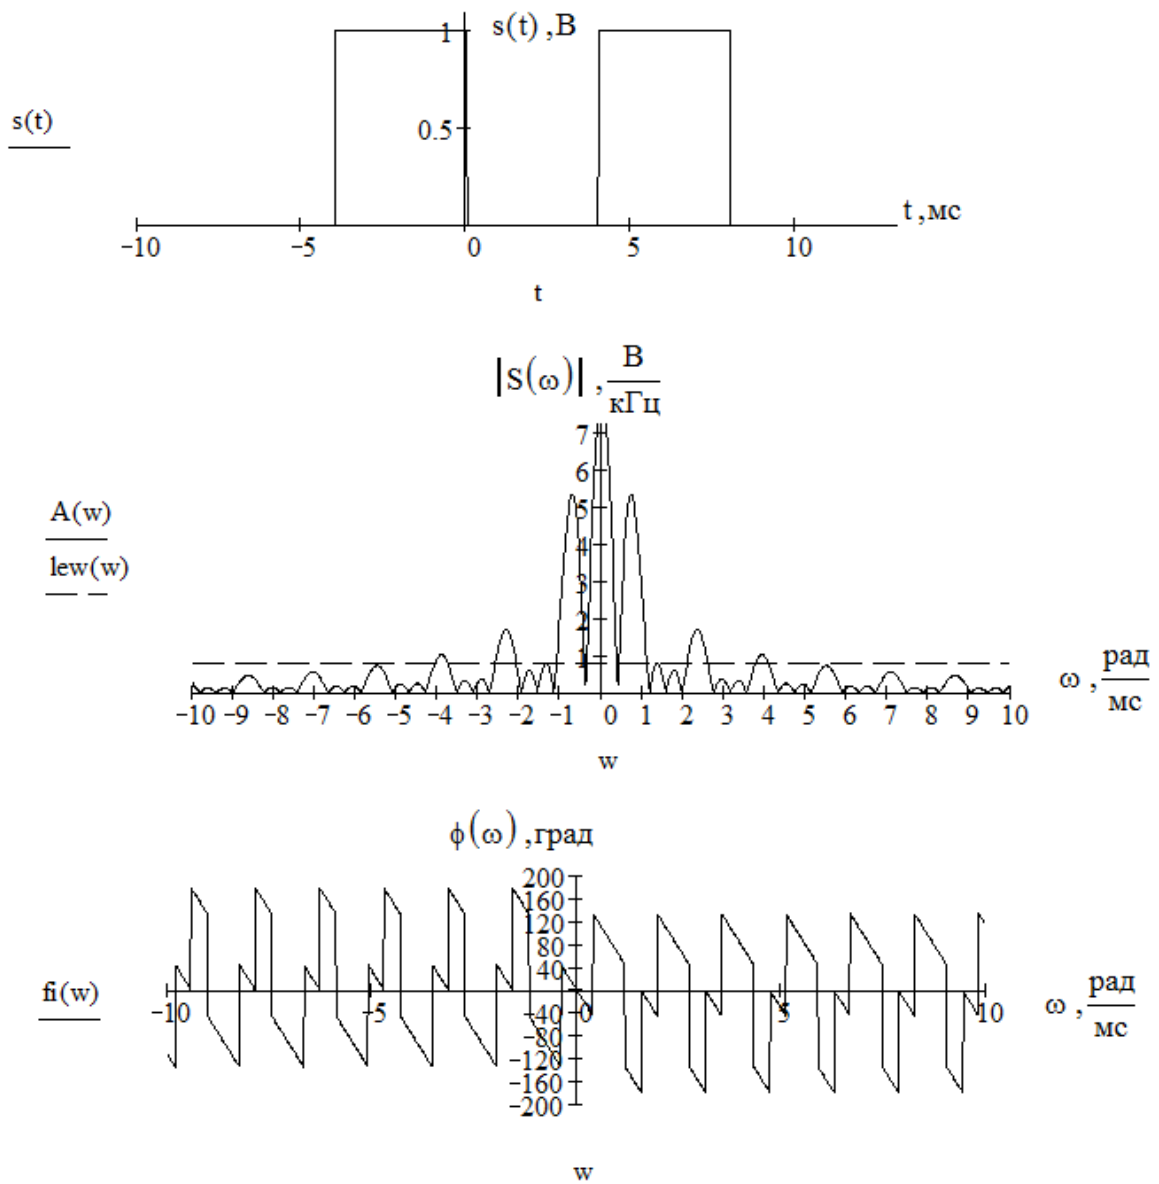 1 s(t) ,В
s(t)
0.5
t ,мс
−10 −5 0 5 10
t
|S(ω)| , В
кГц
7
6
5
4
3
2
1
A(w)
lew(w)
ω , рад
мс
−10 −9 −8 −7 −6 −5 −4 −3 −2 −1 0 1 2 3 4 5 6 7 8 9 10
w
ϕ(ω) ,град
200
160
120
80
40
fi(w)
−10 −5 0 5 10
ω , рад
мс
−40
−80
−120
−160
−200
w